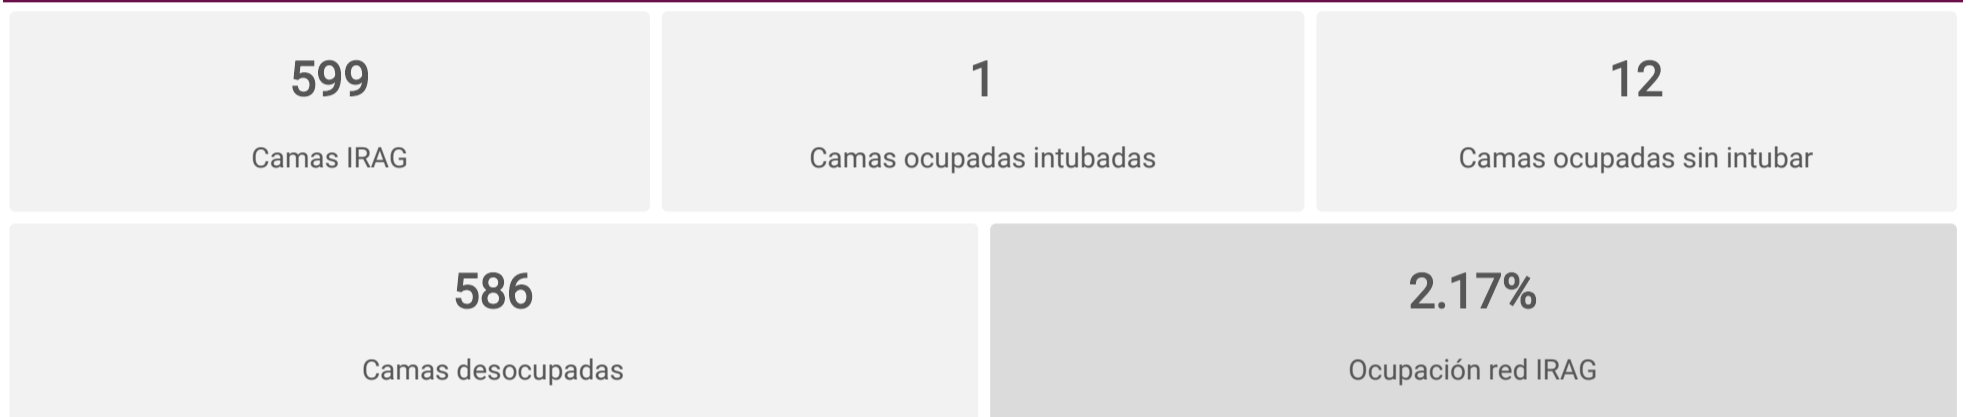 599
Camas IRAG
1
Camas ocupadas intubadas
12
Camas ocupadas sin intubar
586
Camas desocupadas
2.17%
Ocupación red IRAG